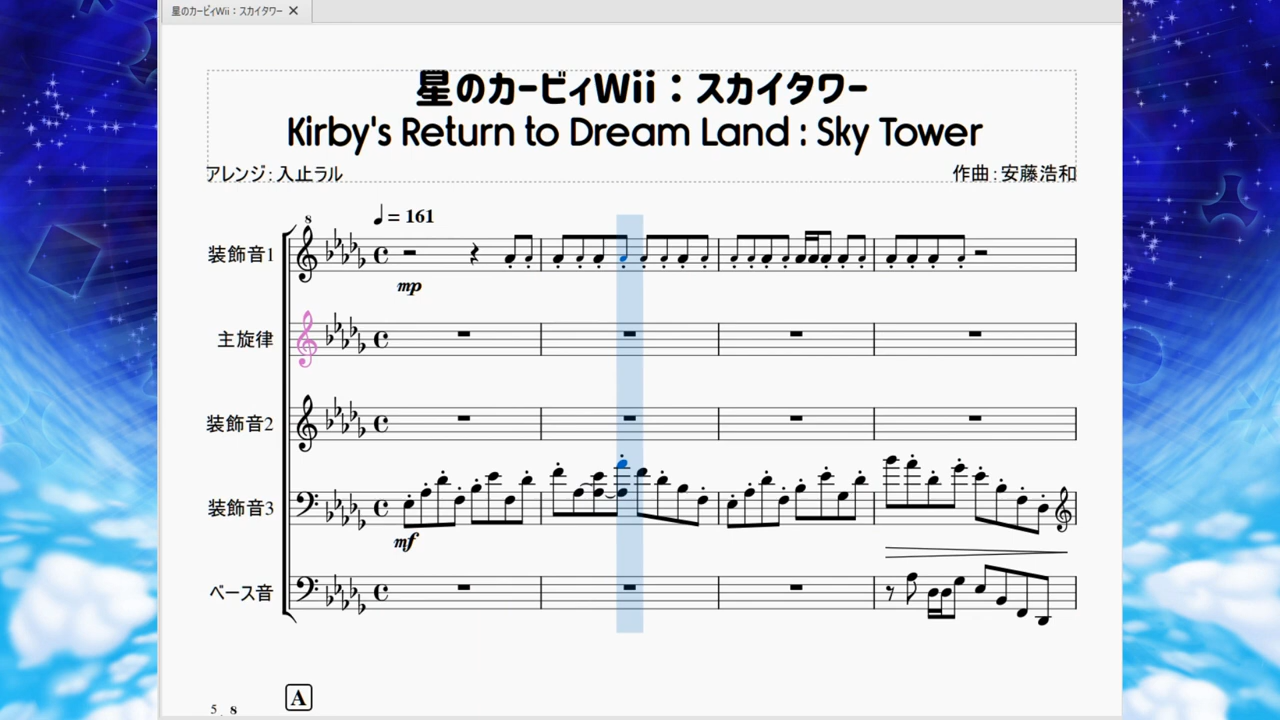 星のカービィWii：スカイタワー
星のカービィWii：スカイタワー
Kirby's Return to Dream Land : Sky Tower
アレンジ：入止ラル
作曲：安藤浩和
8
♩= 161
装飾音1
mp
主旋律
装飾音2
装飾音3
mf
ベース音
A
5
8